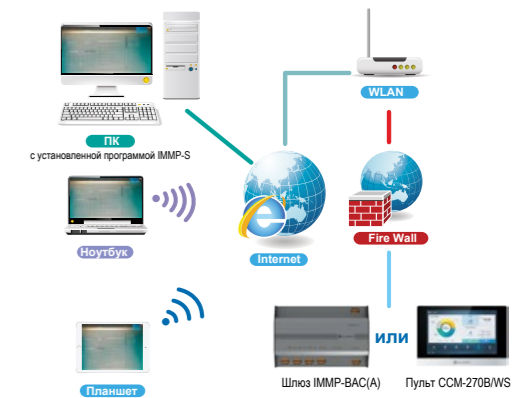 WLAN
ПК
с установленной программой IMMP-S
Ноутбук
Internet
Fire Wall
или
Планшет
Шлюз IMMP-BAC(A)
Пульт CCM-270B/WS